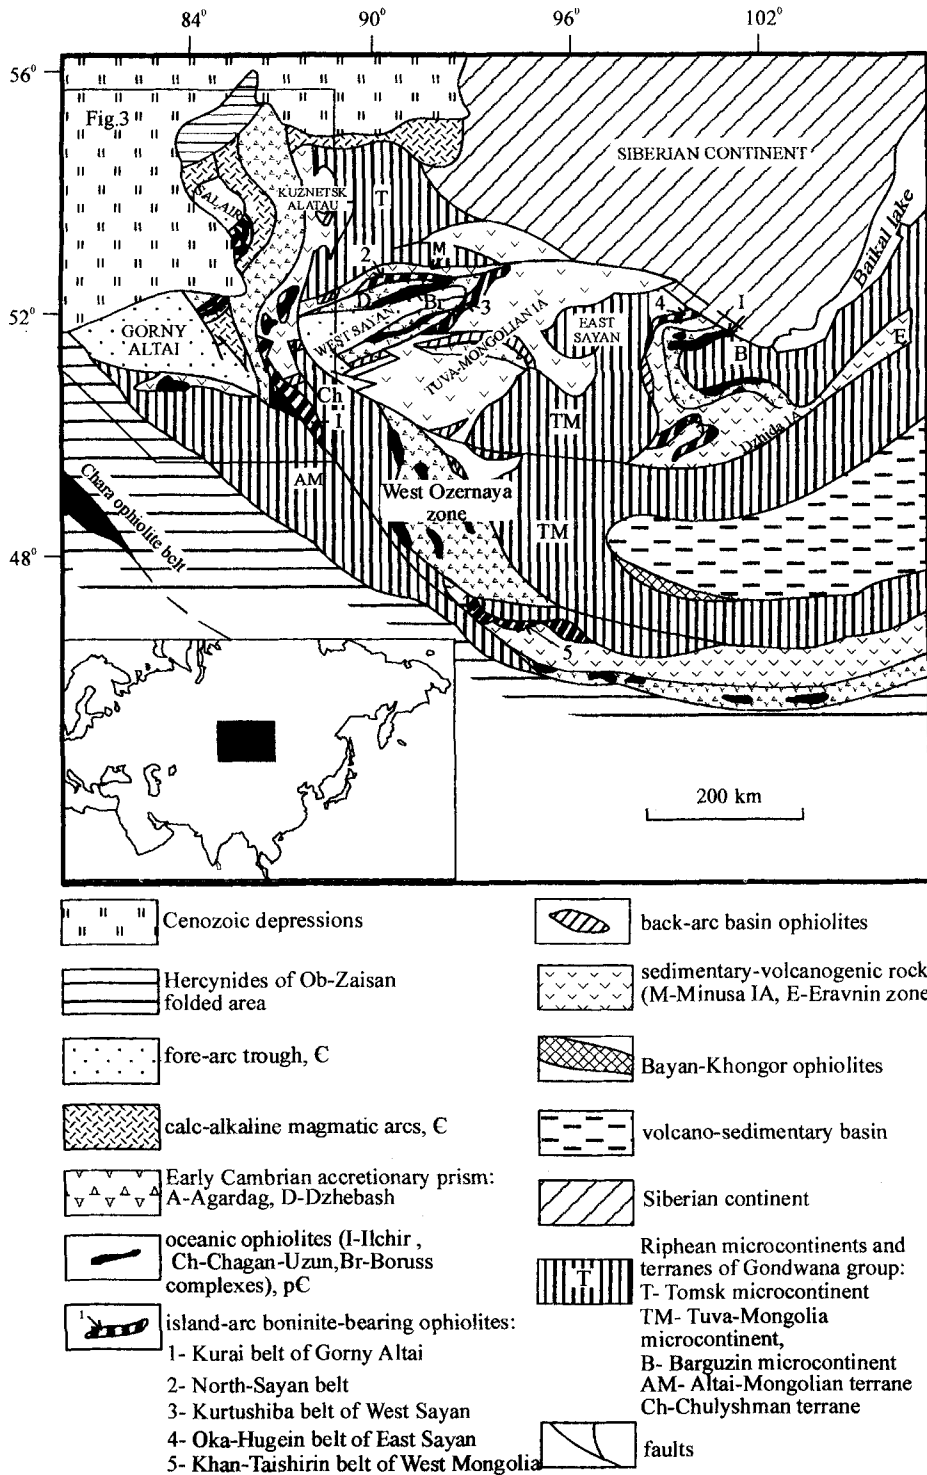 84°
90°
96°
102°
56°
52°
48°
Fig.3
SIBERIAN CONTINENT
Baikal lake
KUZNETSK
ALATAU
T
SALAIR
M
2
D
Br
3
4
I
GORNY
ALTAI
WEST SAYAN
TUVA-MONGOLIAN IA
EAST
SAYAN
B
E
Ch
1
TM
Dzhida
A
AM
West Ozernaya
zone
TM
Chara ophiolite belt
5
200 km
Cenozoic depressions
Hercynides of Ob-Zaisan
folded area
fore-arc trough, Є
calc-alkaline magmatic arcs, Є
Early Cambrian accretionary prism:
A-Agardag, D-Dzhebash
oceanic ophiolites (I-Ilchir ,
Ch-Chagan-Uzun,Br-Boruss
complexes), pЄ
1
island-arc boninite-bearing ophiolites:
1- Kurai belt of Gorny Altai
2- North-Sayan belt
3- Kurtushiba belt of West Sayan
4- Oka-Hugein belt of East Sayan
5- Khan-Taishirin belt of West Mongolia
back-arc basin ophiolites
sedimentary-volcanogenic rock
(M-Minusa IA, E-Eravnin zone
Bayan-Khongor ophiolites
volcano-sedimentary basin
Siberian continent
T
Riphean microcontinents and
terranes of Gondwana group:
T- Tomsk microcontinent
TM- Tuva-Mongolia
microcontinent,
B- Barguzin microcontinent
AM- Altai-Mongolian terrane
Ch-Chulyshman terrane
faults